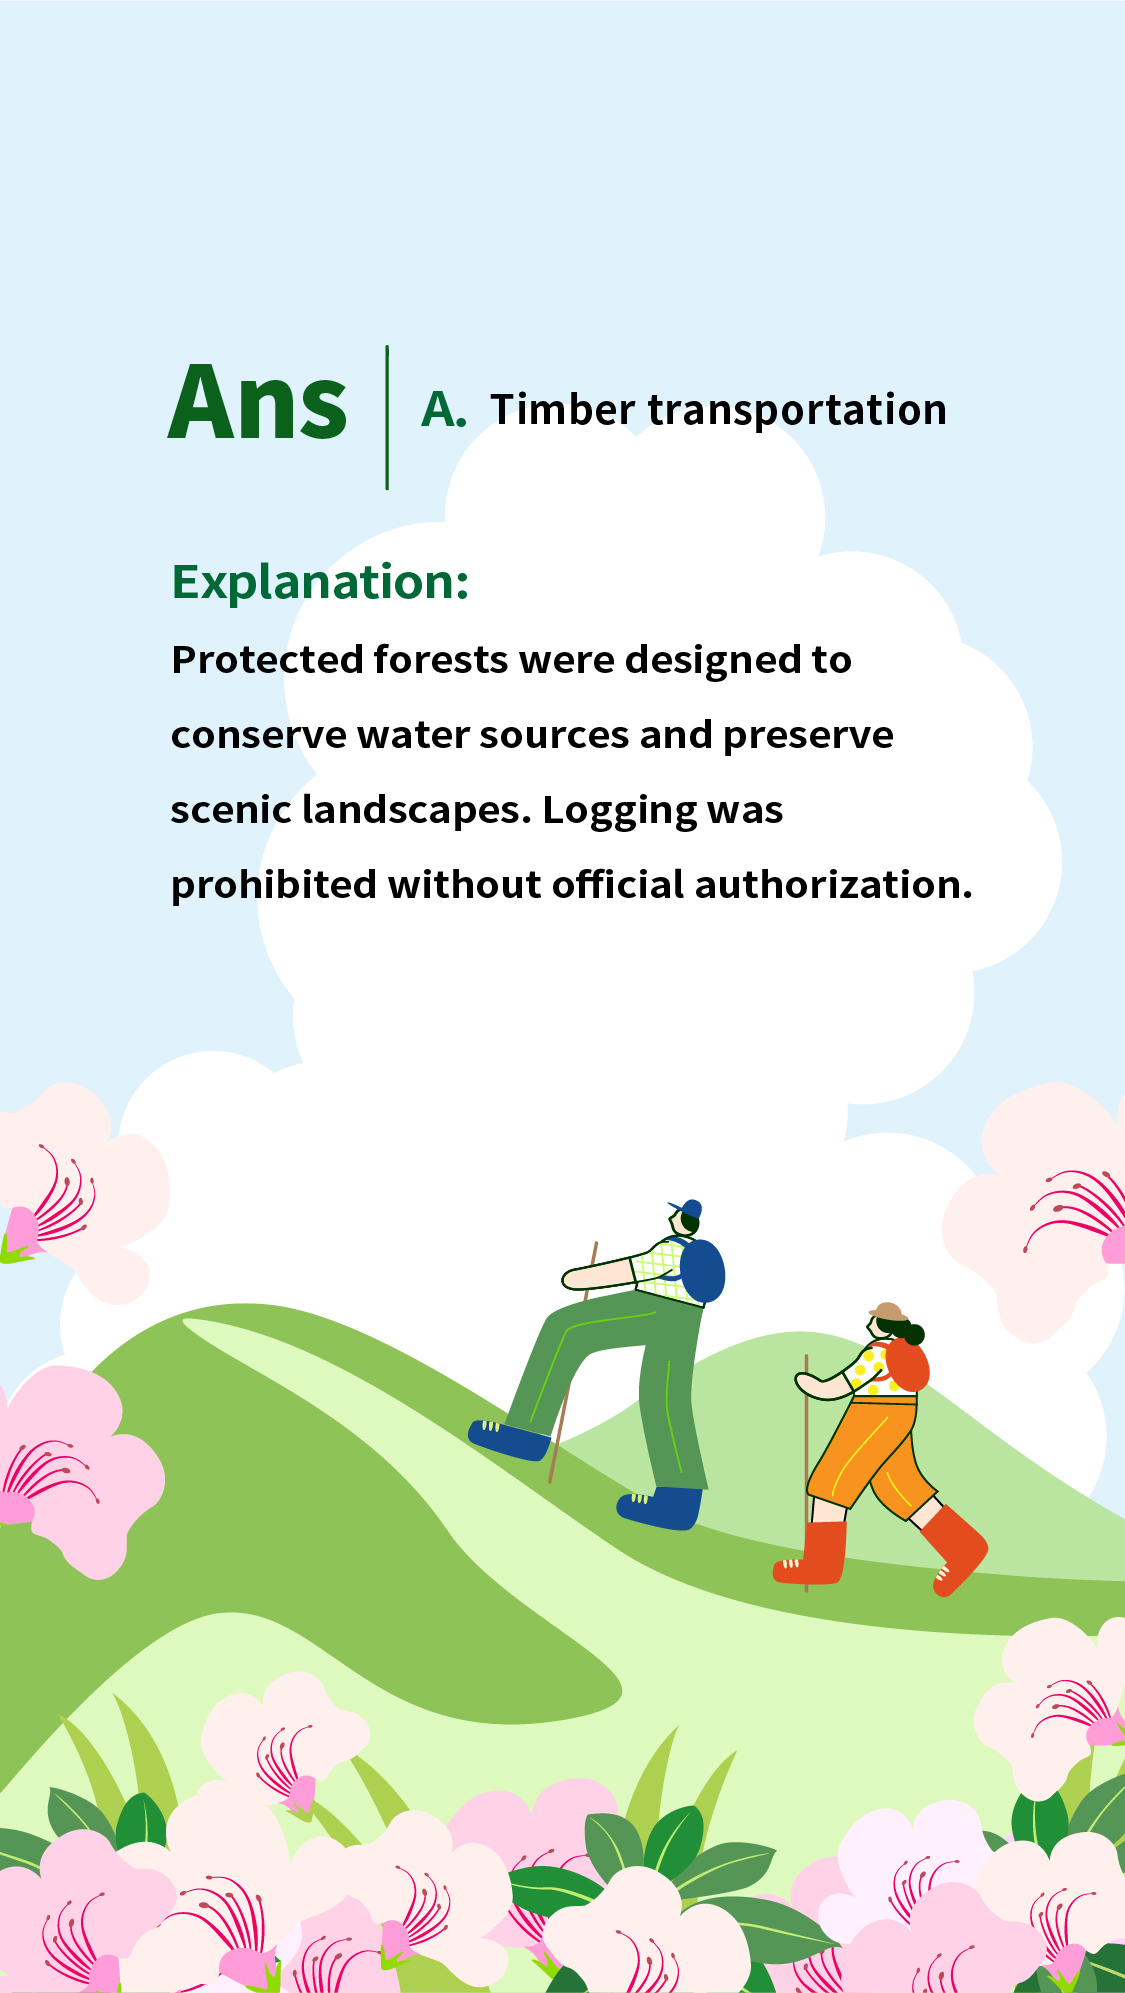 Ans
A. Timber transportation
Explanation:
Protected forests were designed to
conserve water sources and preserve
scenic landscapes. Logging was
prohibited without official authorization.